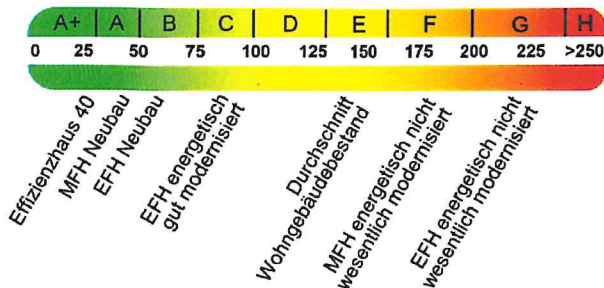 A+ A B C D E F G H
0 25 50 75 100 125 150 175 200 225 >250
Effizienzhaus 40
MFH Neubau
EFH Neubau
EFH energetisch
gut modernisiert
Durchschnitt
Wohngebäudebestand
MFH energetisch nicht
wesentlich modernisiert
EFH energetisch nicht
wesentlich modernisiert